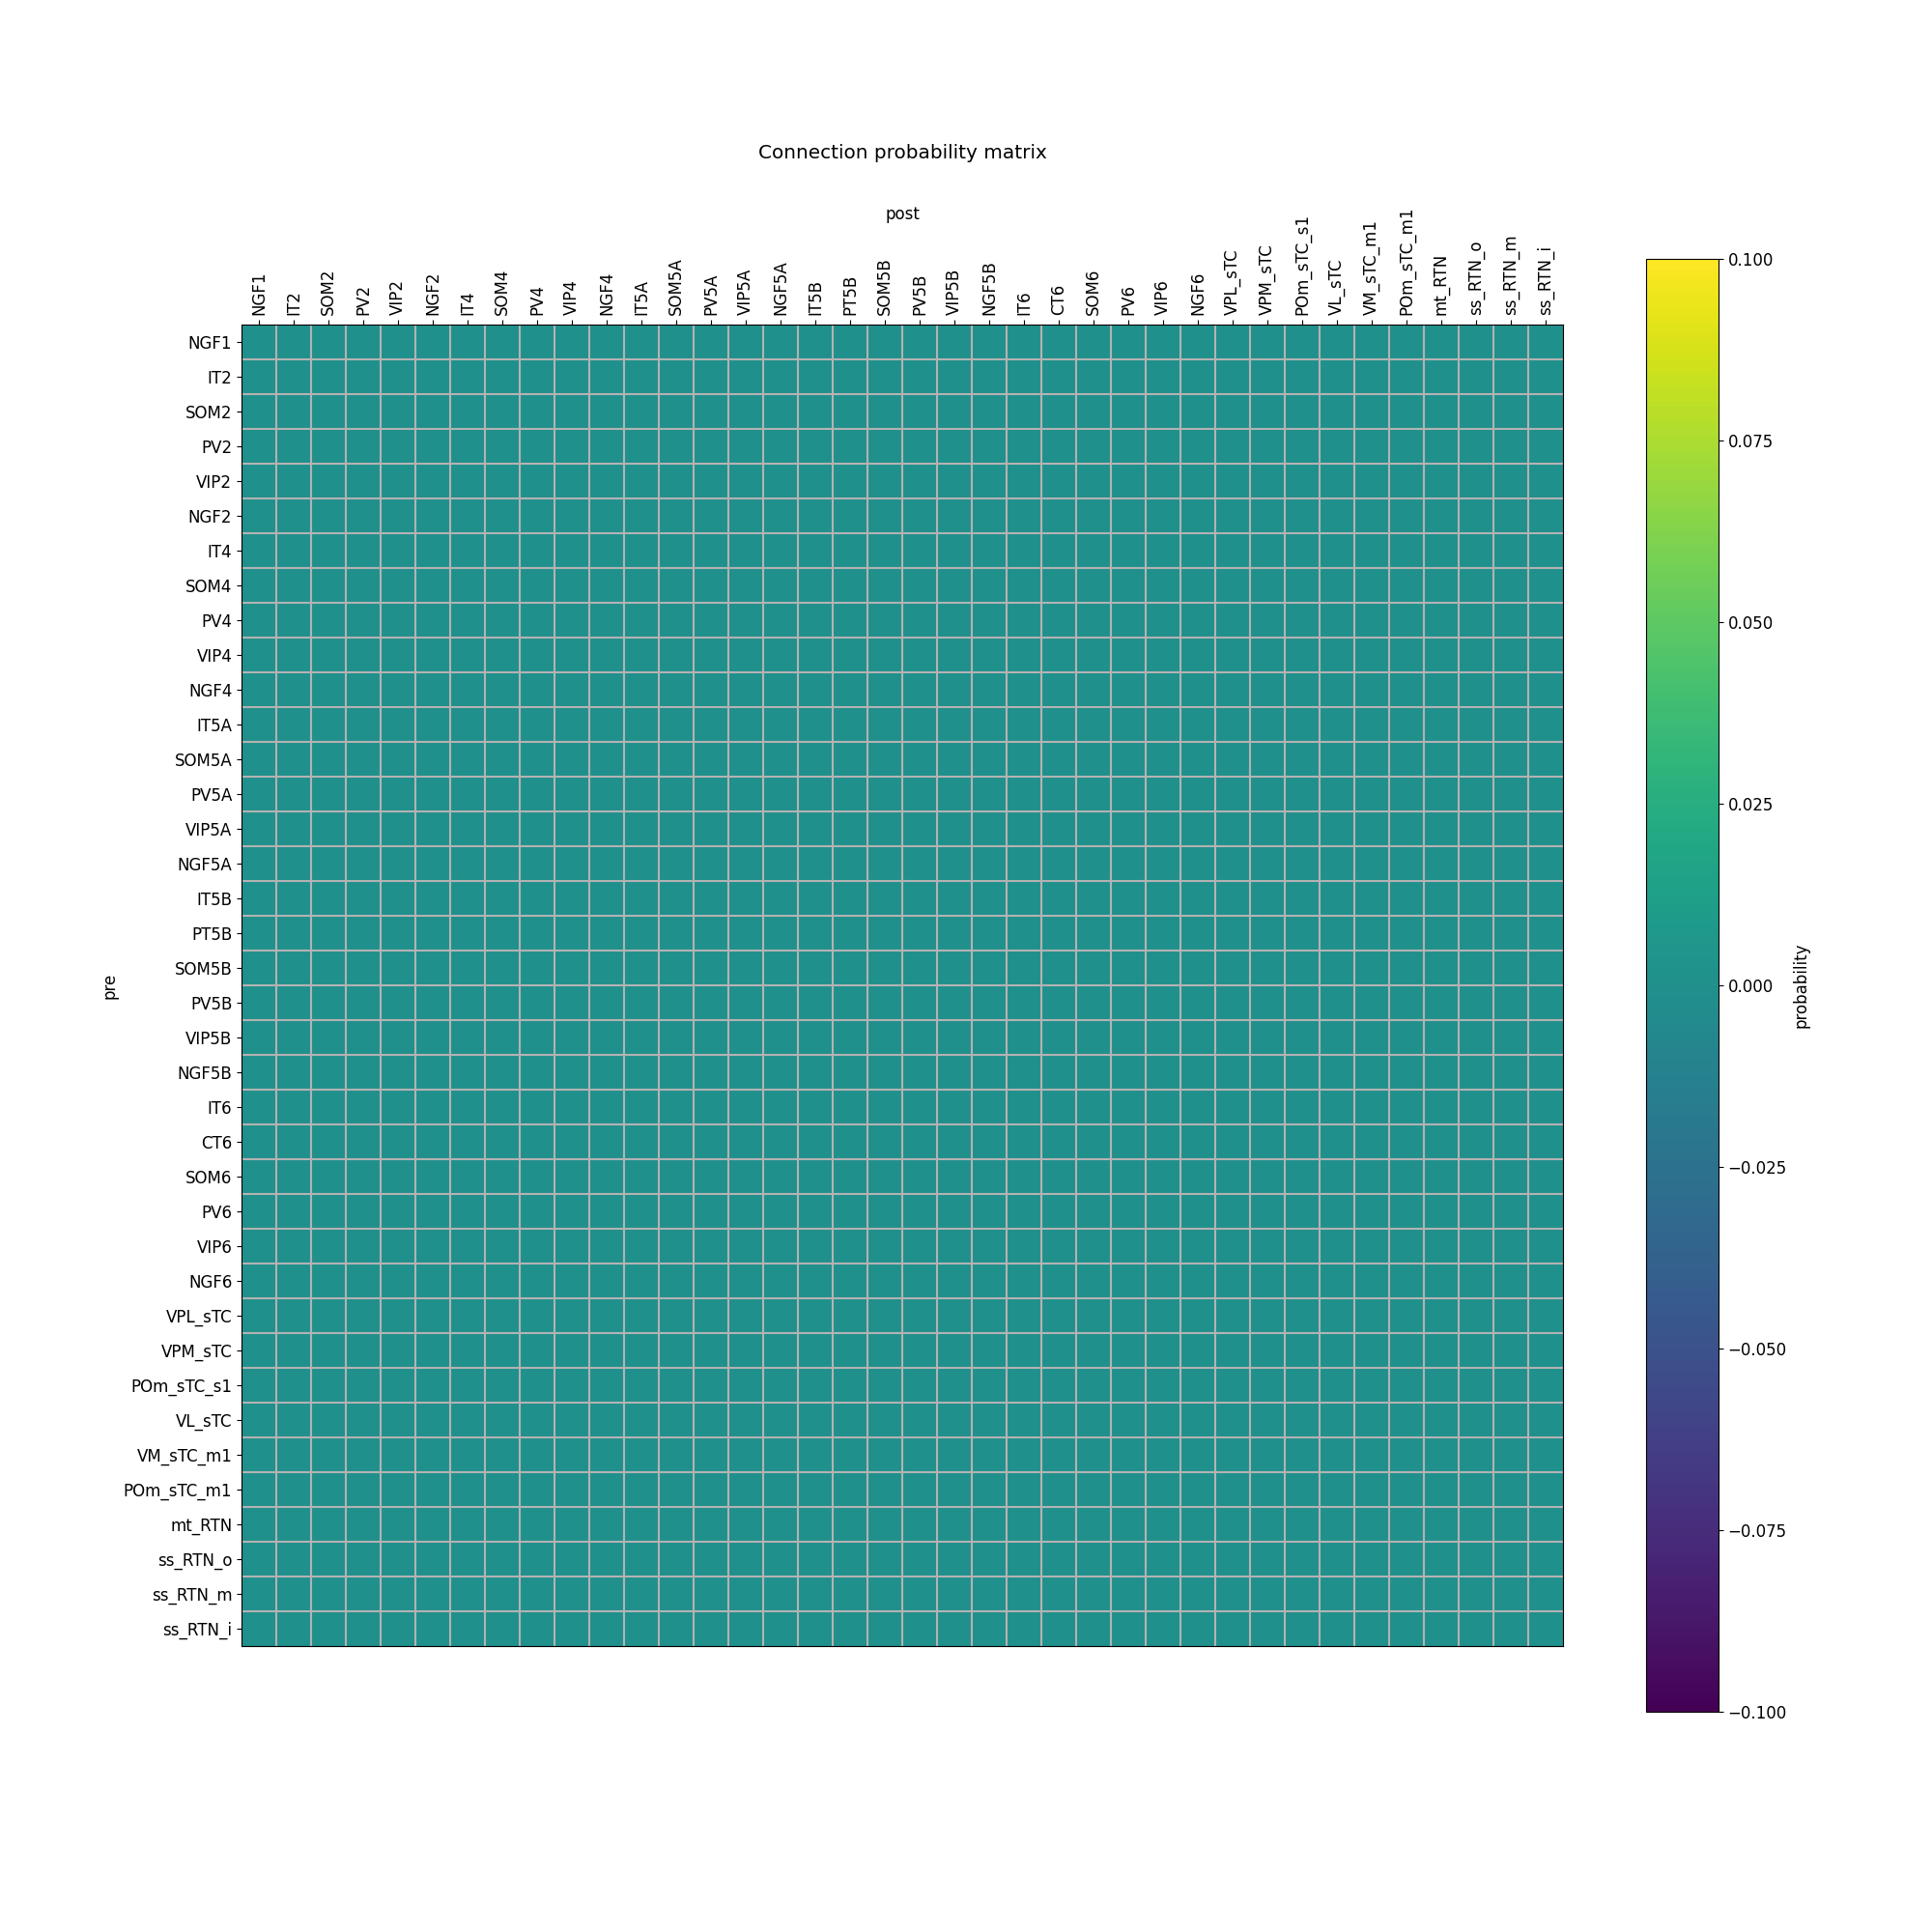 Connection probability matrix
post
NGF1
IT2
SOM2
PV2
VIP2
NGF2
IT4
SOM4
PV4
VIP4
NGF4
IT5A
SOM5A
PV5A
VIP5A
NGF5A
IT5B
PT5B
SOM5B
PV5B
VIP5B
NGF5B
IT6
CT6
SOM6
PV6
VIP6
NGF6
VPL_sTC
VPM_sTC
POm_sTC_s1
VL_sTC
VM_sTC_m1
POm_sTC_m1
mt_RTN
ss_RTN_o
ss_RTN_m
ss_RTN_i
pre
NGF1
IT2
SOM2
PV2
VIP2
NGF2
IT4
SOM4
PV4
VIP4
NGF4
IT5A
SOM5A
PV5A
VIP5A
NGF5A
IT5B
PT5B
SOM5B
PV5B
VIP5B
NGF5B
IT6
CT6
SOM6
PV6
VIP6
NGF6
VPL_sTC
VPM_sTC
POm_sTC_s1
VL_sTC
VM_sTC_m1
POm_sTC_m1
mt_RTN
ss_RTN_o
ss_RTN_m
ss_RTN_i
0.100
0.075
0.050
0.025
0.000
−0.025
−0.050
−0.075
−0.100
probability